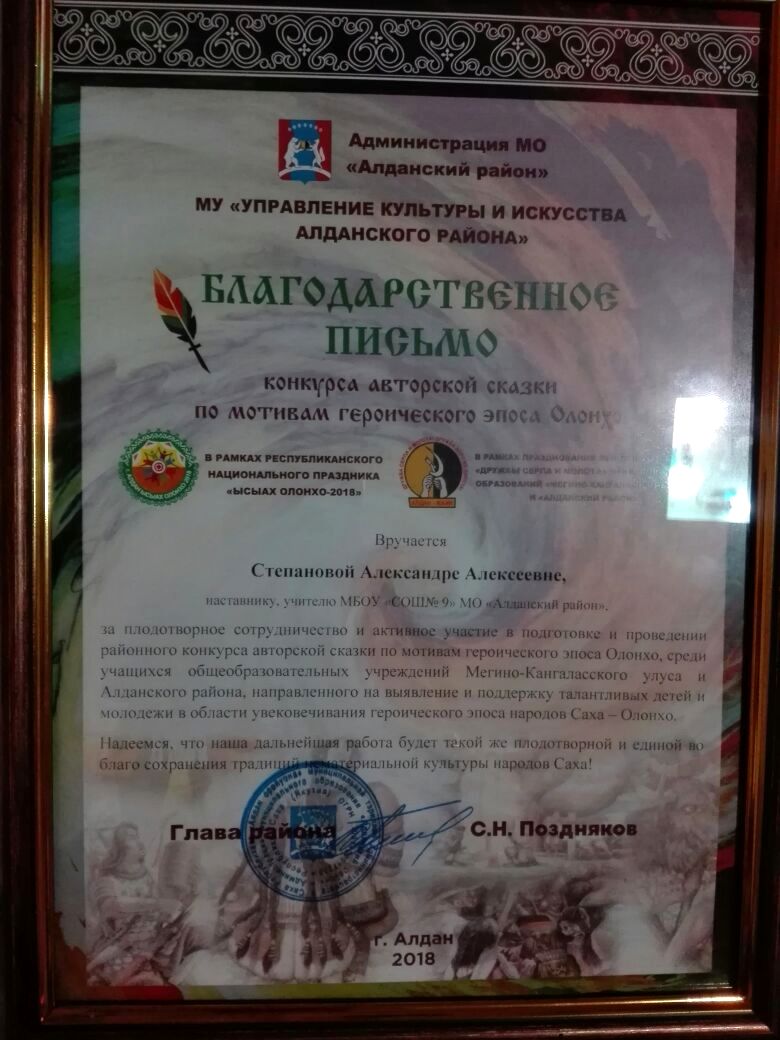 Администрация МО
«Алданский район»
МУ «УПРАВЛЕНИЕ КУЛЬТУРЫ И ИСКУССТВА
АЛДАНСКОГО РАЙОНА»
БЛАГОДАРСТВЕННОЕ
ПИСЬМО
конкурса авторской сказки
по мотивам героического эпоса Олонхо
В РАМКАХ РЕСПУБЛИКАНСКОГО
НАЦИОНАЛЬНОГО ПРАЗДНИКА
«ЫСЫАХ ОЛОНХО-2018»
В РАМКАХ ПРАЗДНОВАНИЯ
«ДРУЖБЫ СЕРПА И МОЛОТА»
ОБРАЗОВАНИЙ «МЕГИНО-КАНГАЛАССКИЙ
И «АЛДАНСКИЙ РАЙОН»
Вручается
Степановой Александре Алексеевне,
наставнику, учителю МБОУ «СОШ№ 9» МО «Алданский район»,
за плодотворное сотрудничество и активное участие в подготовке и проведении
районного конкурса авторской сказки по мотивам героического эпоса Олонхо, среди
учащихся общеобразовательных учреждений Мегино-Кангаласского улуса и
Алданского района, направленного на выявление и поддержку талантливых детей и
молодежи в области увековечивания героического эпоса народов Саха – Олонхо.
Надеемся, что наша дальнейшая работа будет такой же плодотворной и единой во
благо сохранения традиций нематериальной культуры народов Саха!
Глава района
С.Н. Поздняков
г. Алдан
2018